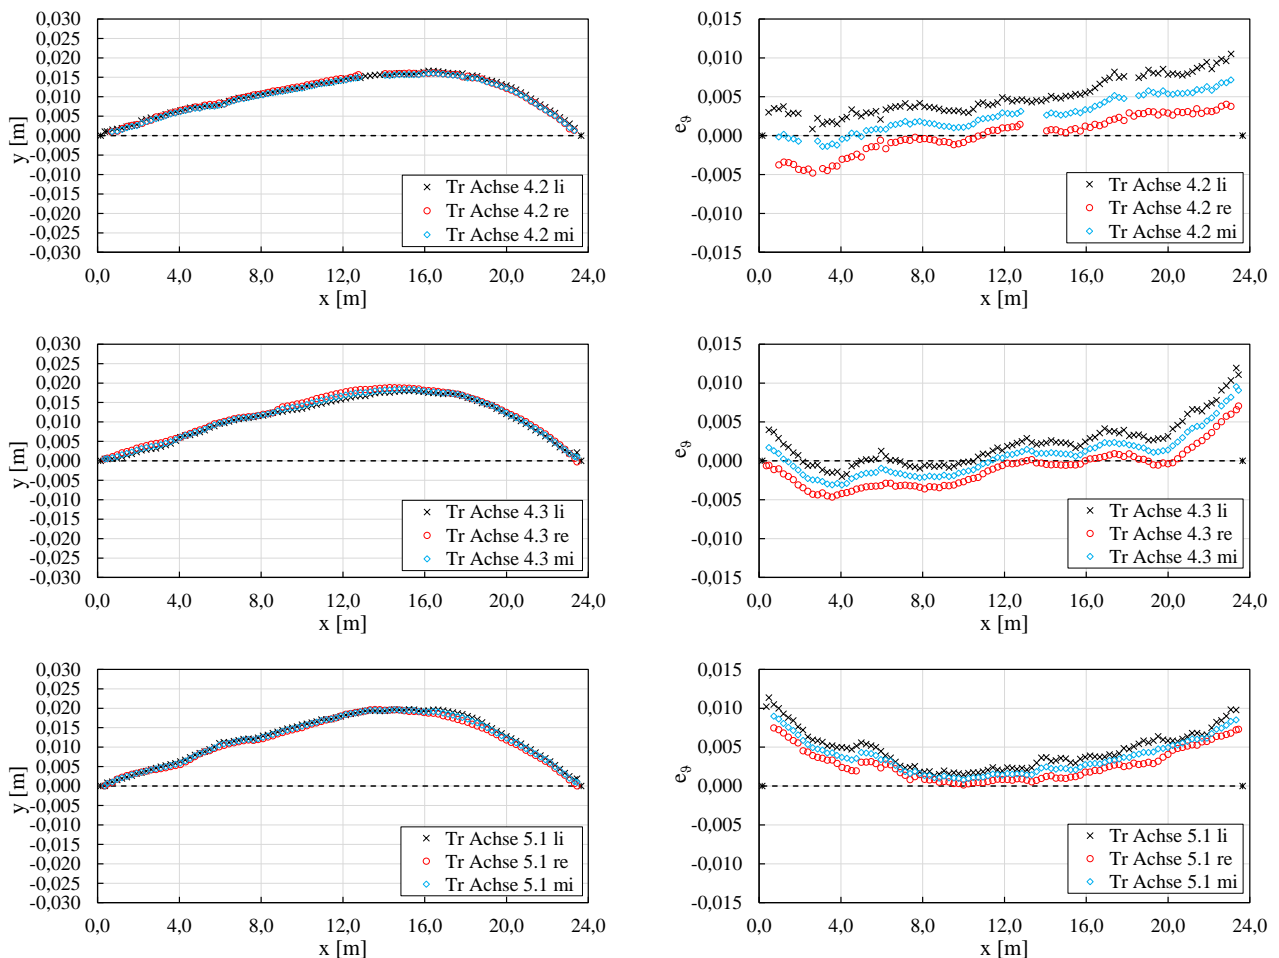 y [m]
0,030
0,025
0,020
0,015
0,010
0,005
0,000
-0,005
-0,010
-0,015
-0,020
-0,025
-0,030
0,0 4,0 8,0 12,0 16,0 20,0 24,0
x [m]
Tr Achse 4.2 li
Tr Achse 4.2 re
Tr Achse 4.2 mi
e_ϑ
0,015
0,010
0,005
0,000
-0,005
-0,010
-0,015
0,0 4,0 8,0 12,0 16,0 20,0 24,0
x [m]
Tr Achse 4.2 li
Tr Achse 4.2 re
Tr Achse 4.2 mi
y [m]
0,030
0,025
0,020
0,015
0,010
0,005
0,000
-0,005
-0,010
-0,015
-0,020
-0,025
-0,030
0,0 4,0 8,0 12,0 16,0 20,0 24,0
x [m]
Tr Achse 4.3 li
Tr Achse 4.3 re
Tr Achse 4.3 mi
e_ϑ
0,015
0,010
0,005
0,000
-0,005
-0,010
-0,015
0,0 4,0 8,0 12,0 16,0 20,0 24,0
x [m]
Tr Achse 4.3 li
Tr Achse 4.3 re
Tr Achse 4.3 mi
y [m]
0,030
0,025
0,020
0,015
0,010
0,005
0,000
-0,005
-0,010
-0,015
-0,020
-0,025
-0,030
0,0 4,0 8,0 12,0 16,0 20,0 24,0
x [m]
Tr Achse 5.1 li
Tr Achse 5.1 re
Tr Achse 5.1 mi
e_ϑ
0,015
0,010
0,005
0,000
-0,005
-0,010
-0,015
0,0 4,0 8,0 12,0 16,0 20,0 24,0
x [m]
Tr Achse 5.1 li
Tr Achse 5.1 re
Tr Achse 5.1 mi